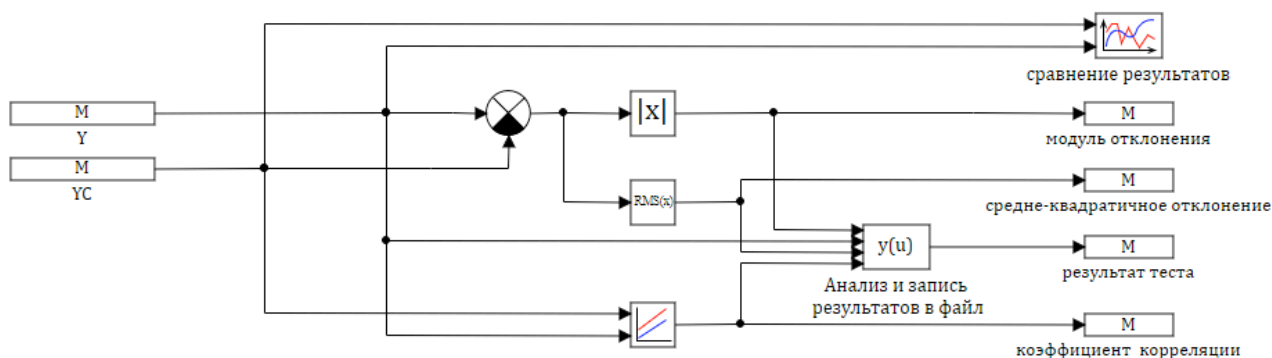 сравнение результатов
M
Y
M
YC
|x|
M
модуль отклонения
RMS(x)
M
средне-квадратичное отклонение
y(u)
Анализ и запись
результатов в файл
M
результат теста
M
коэффициент корреляции